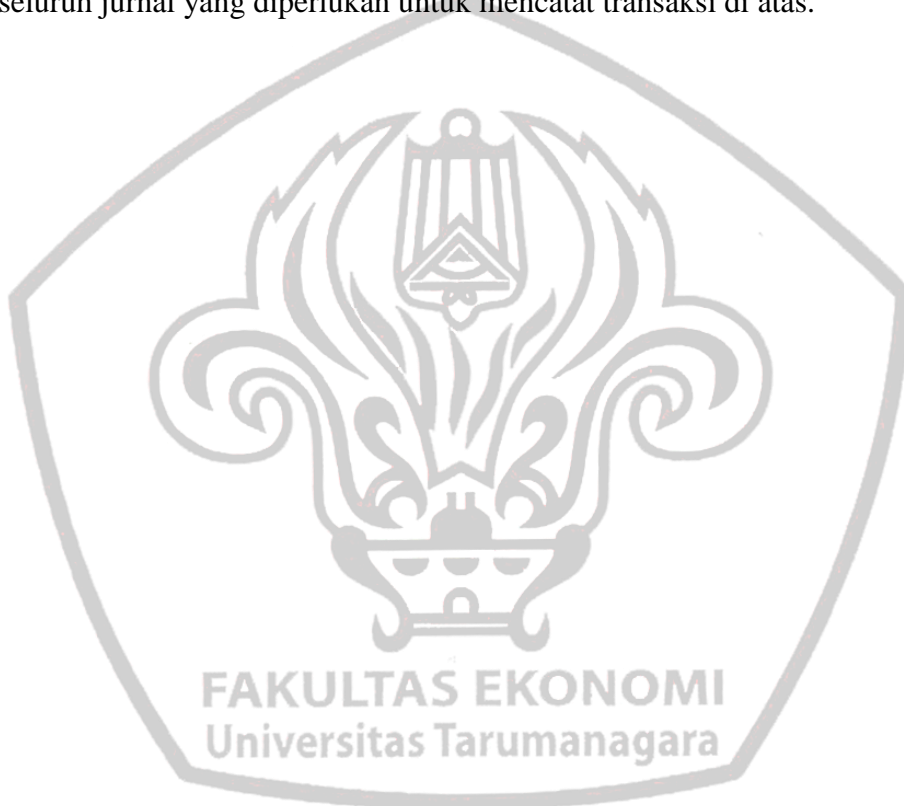 seluruh jurnal yang diperlukan untuk mencatat transaksi di atas.
FAKULTAS EKONOMI
Universitas Tarumanagara